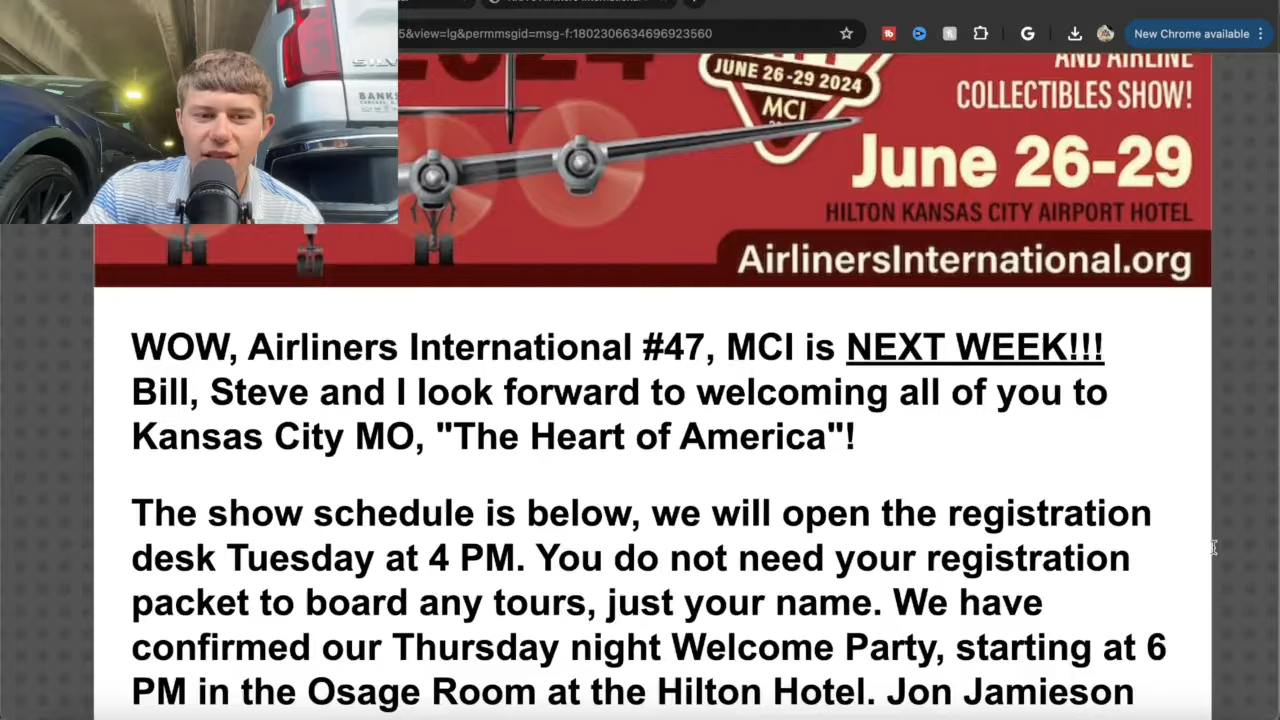 5&view=lg&permmsgid=msg-f:1802306634696923560
New Chrome available
2024
JUNE 26-29 2024
MCI
AND AIRLINE
COLLECTIBLES SHOW!
June 26-29
HILTON KANSAS CITY AIRPORT HOTEL
AirlinersInternational.org
BANKS
WOW, Airliners International #47, MCI is NEXT WEEK!!!
Bill, Steve and I look forward to welcoming all of you to
Kansas City MO, "The Heart of America"!
The show schedule is below, we will open the registration
desk Tuesday at 4 PM. You do not need your registration
packet to board any tours, just your name. We have
confirmed our Thursday night Welcome Party, starting at 6
PM in the Osage Room at the Hilton Hotel. Jon Jamieson